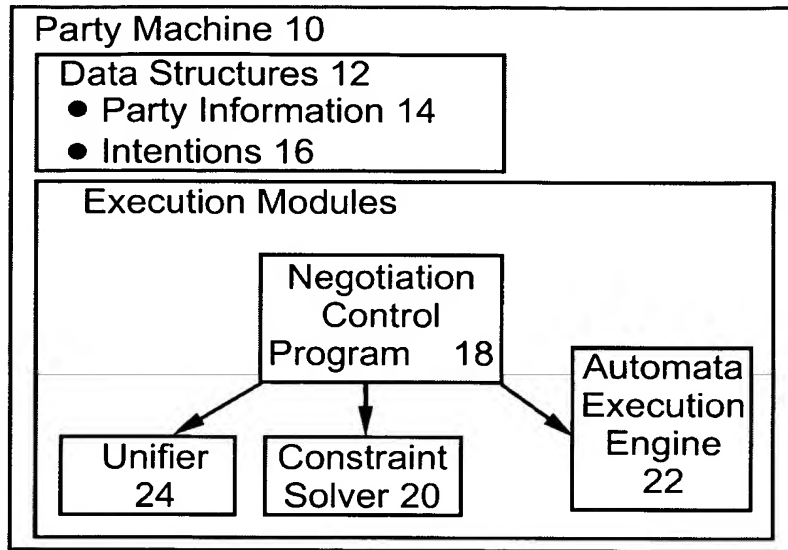 Party Machine 10
Data Structures 12
● Party Information 14
● Intentions 16
Execution Modules
Negotiation
Control
Program 18
Automata
Execution
Engine
22
Unifier
24
Constraint
Solver 20